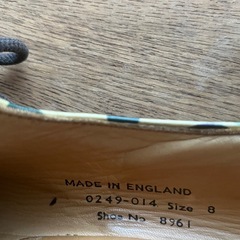 MADE IN ENGLAND
0249-014 Size 8
Shoe No 8961